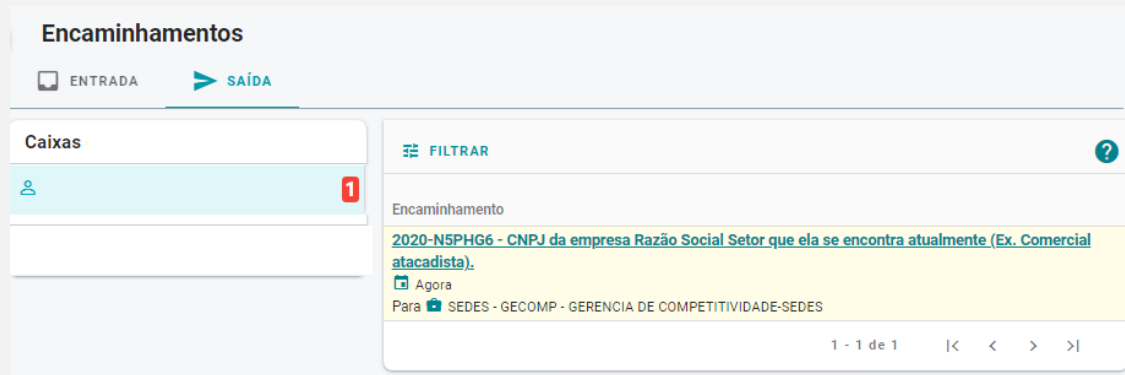 Encaminhamentos
ENTRADA
SAÍDA
Caixas
1
FILTRAR
?
Encaminhamento
2020-N5PHG6 - CNPJ da empresa Razão Social Setor que ela se encontra atualmente (Ex. Comercial
atacadista).
Agora
Para SEDES - GECOMP - GERENCIA DE COMPETITIVIDADE-SEDES
1 - 1 de 1